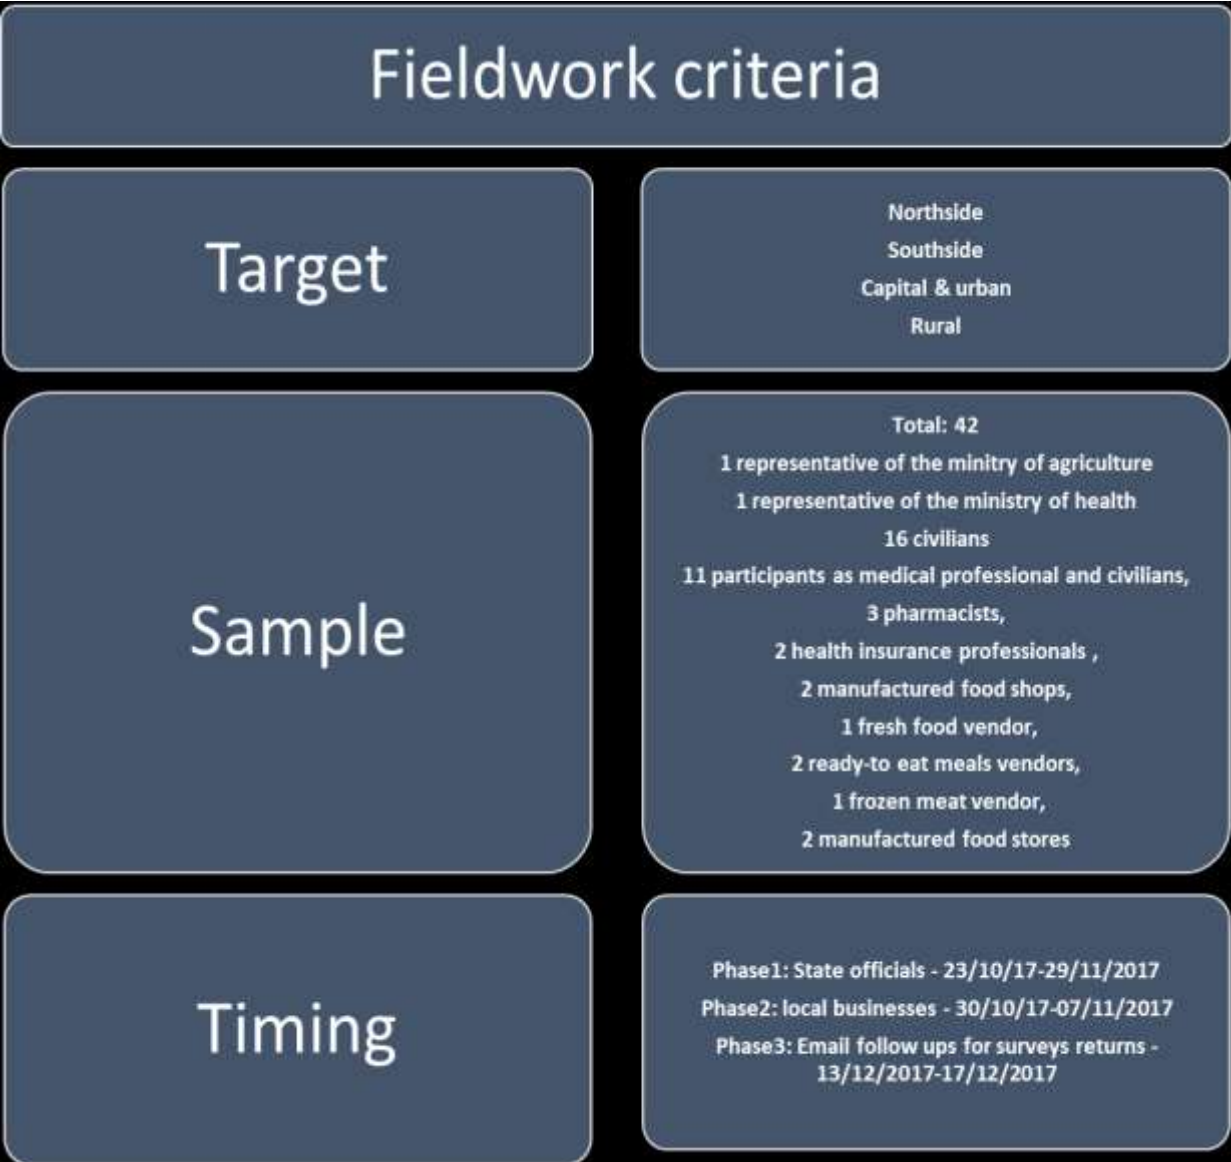 Fieldwork criteria
Target
Northside
Southside
Capital & urban
Rural
Sample
Total: 42
1 representative of the minitry of agriculture
1 representative of the ministry of health
16 civilians
11 participants as medical professional and civilians,
3 pharmacists,
2 health insurance professionals ,
2 manufactured food shops,
1 fresh food vendor,
2 ready-to eat meals vendors,
1 frozen meat vendor,
2 manufactured food stores
Timing
Phase1: State officials - 23/10/17-29/11/2017
Phase2: local businesses - 30/10/17-07/11/2017
Phase3: Email follow ups for surveys returns -
13/12/2017-17/12/2017